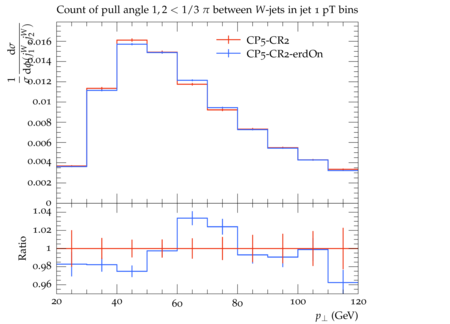 Count of pull angle 1, 2 < 1/3 π between W-jets in jet 1 pT bins
CP5-CR2
CP5-CR2-erdOn
0.016
0.014
0.012
0.01
0.008
0.006
0.004
0.002
0
1.04
1.02
1
0.98
0.96
Ratio
20 40 60 80 100 120
p⊥ (GeV)